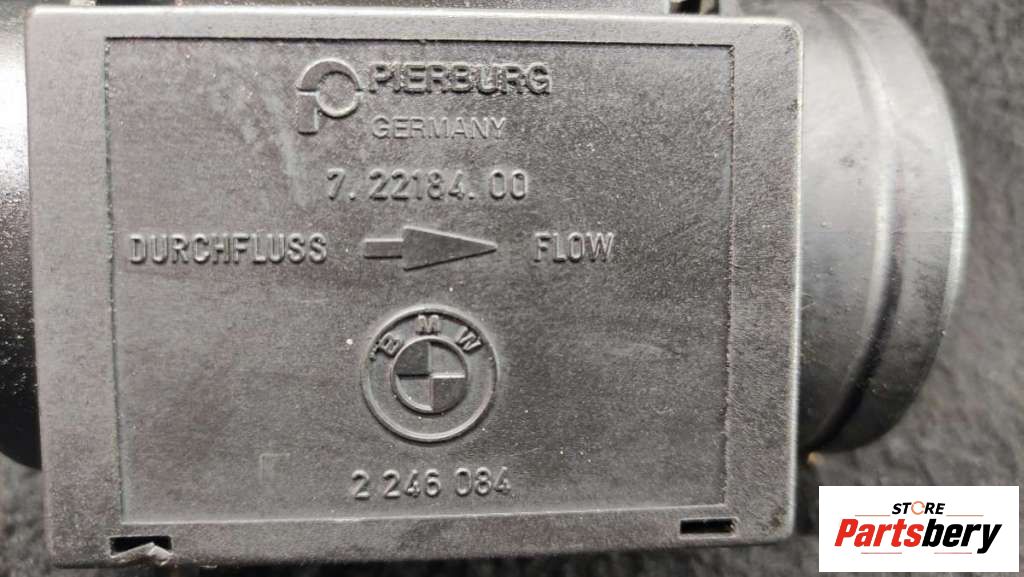 PIERBURG
GERMANY
7.22184.00
DURCHFLUSS FLOW
BMW
2 246 084
STORE
Partsbery